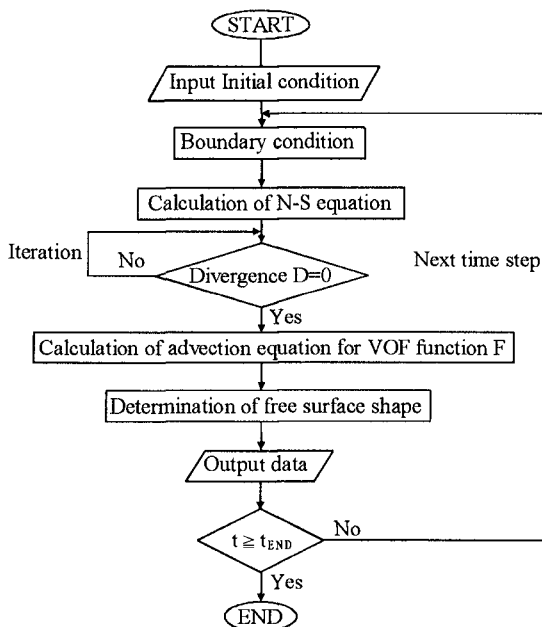 START
Input Initial condition
Boundary condition
Calculation of N-S equation
Iteration
No
Divergence D=0
Next time step
Yes
Calculation of advection equation for VOF function F
Determination of free surface shape
Output data
t ≧ tEND
No
Yes
END